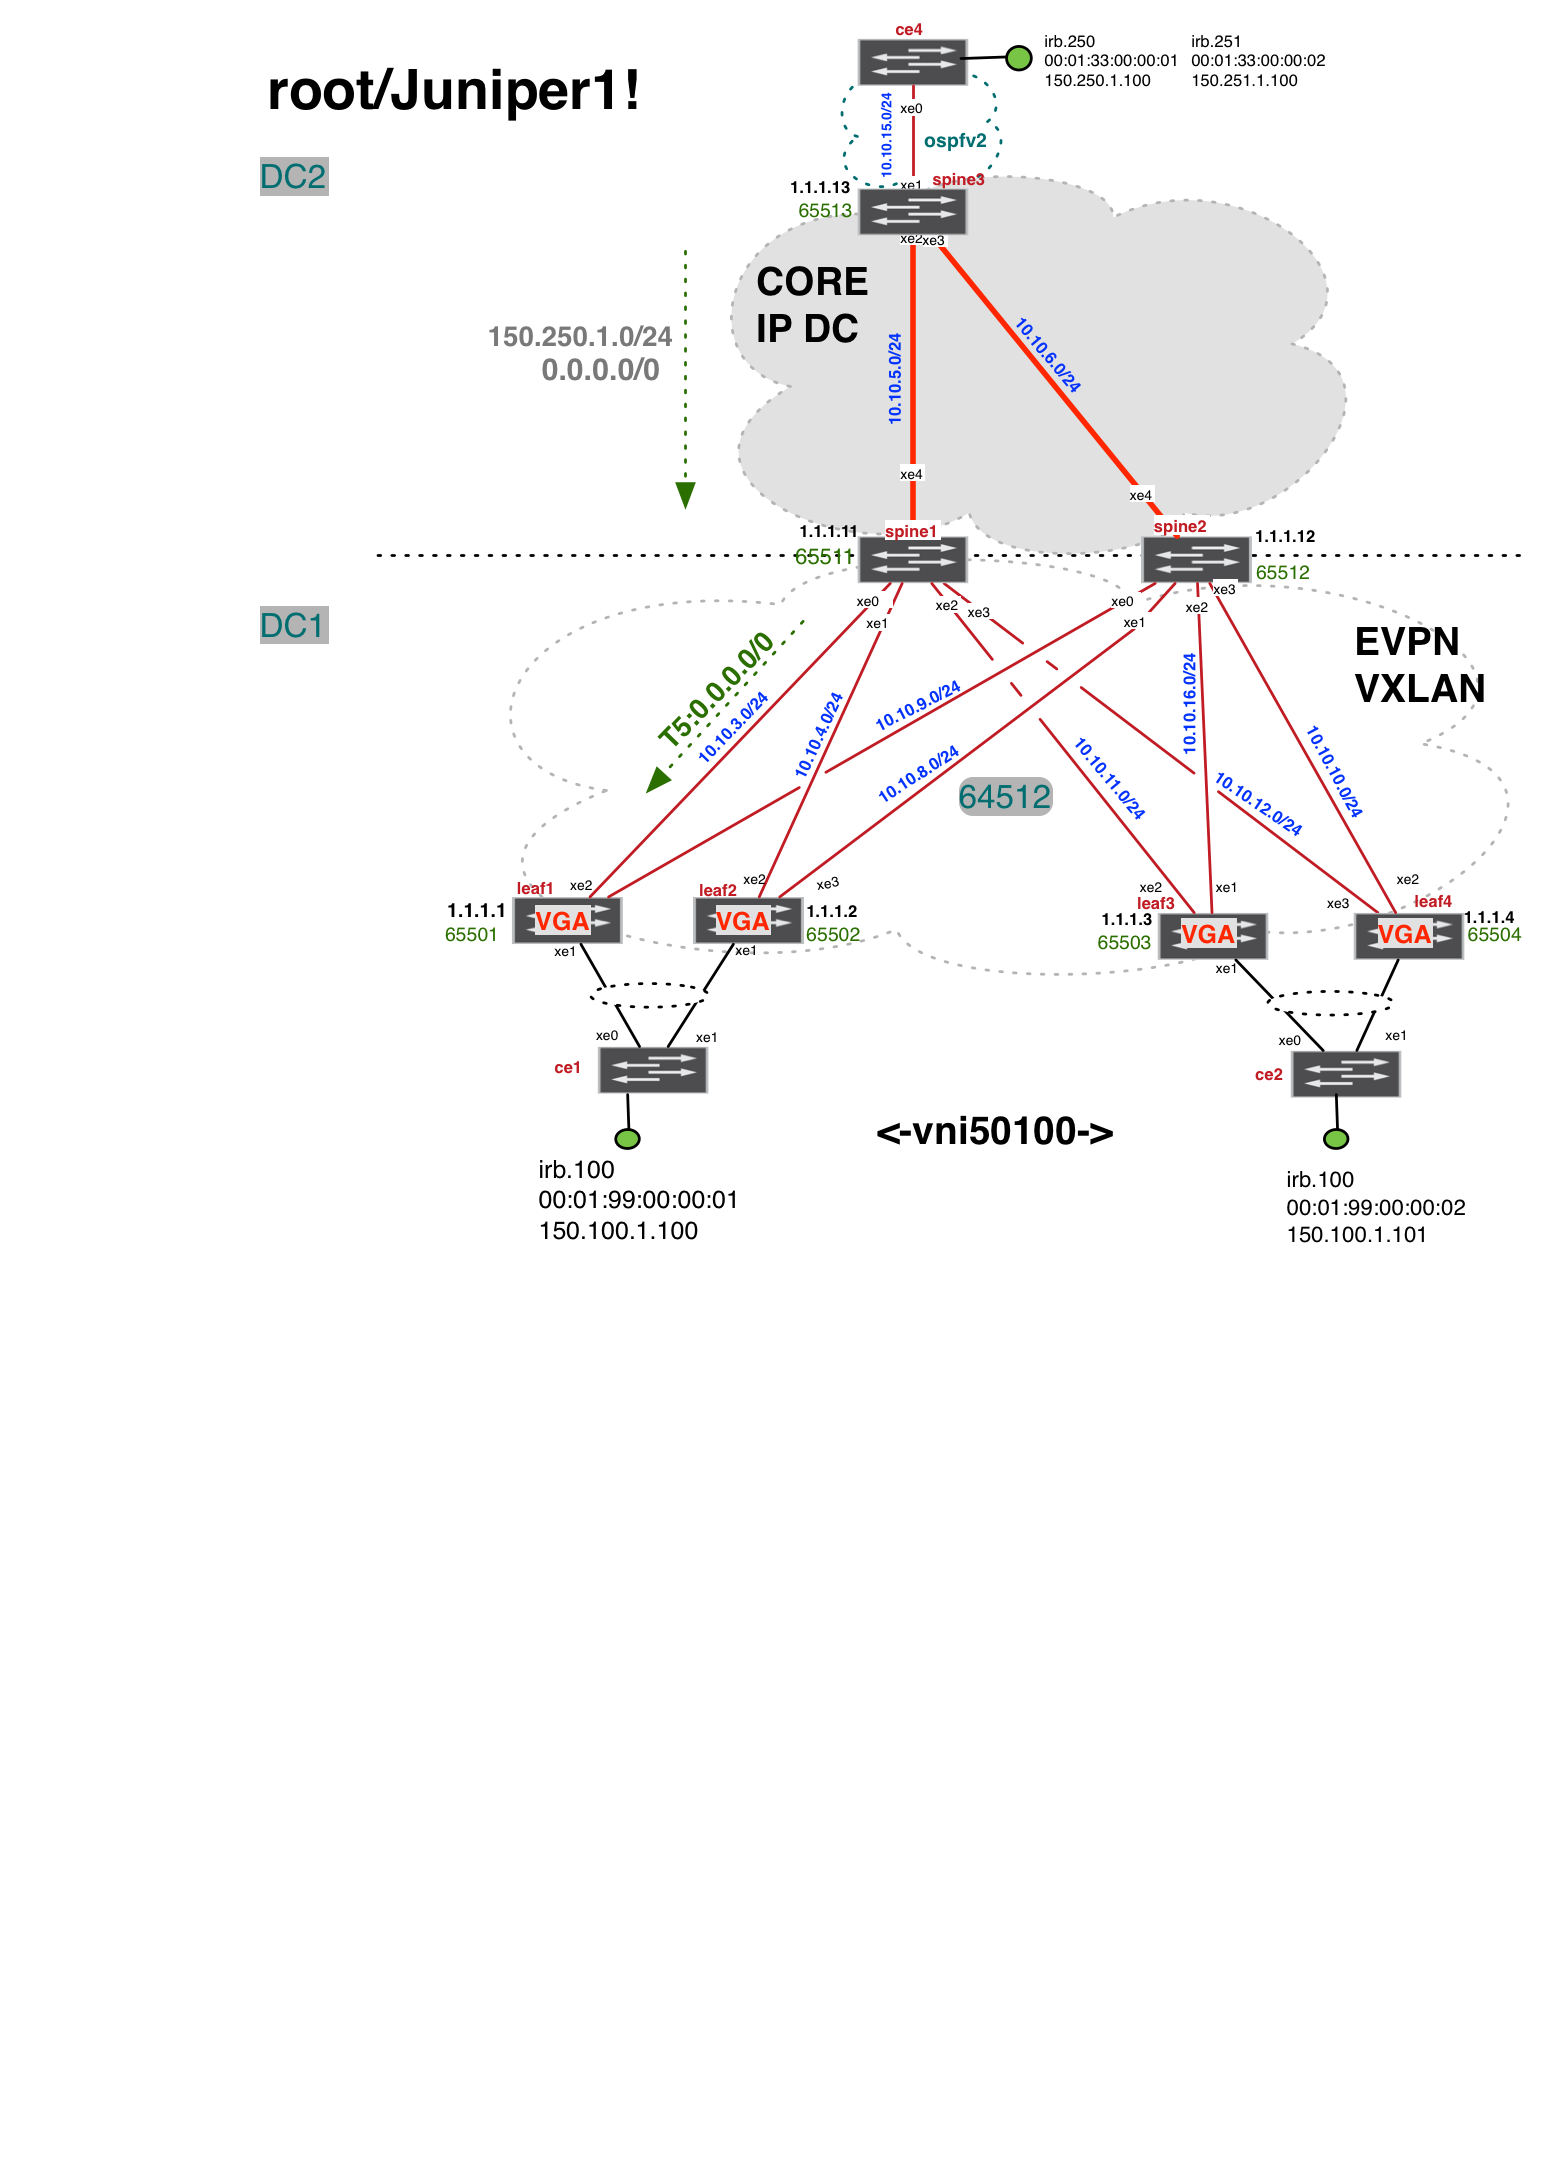 ce4
irb.250
00:01:33:00:00:01
150.250.1.100
irb.251
00:01:33:00:00:02
150.251.1.100
root/Juniper1!
xe0
10.10.15.0/24
ospfv2
DC2
xe1
spine3
1.1.1.13
65513
xe2
xe3
CORE
IP DC
150.250.1.0/24
0.0.0.0/0
10.10.5.0/24
10.10.6.0/24
xe4
xe4
1.1.1.11
spine1
65511
spine2
1.1.1.12
65512
DC1
xe0
xe1
xe2
xe3
xe0
xe1
xe2
xe3
EVPN
VXLAN
T5:0.0.0.0/0
10.10.3.0/24
10.10.4.0/24
10.10.9.0/24
10.10.8.0/24
10.10.16.0/24
10.10.11.0/24
10.10.12.0/24
10.10.10.0/24
64512
leaf1
xe2
1.1.1.1
65501
VGA
xe1
leaf2
xe2
xe3
VGA
1.1.1.2
65502
xe1
xe2
leaf3
xe1
1.1.1.3
65503
VGA
xe1
xe3
xe2
leaf4
VGA
1.1.1.4
65504
xe0
xe1
ce1
xe0
xe1
ce2
<-vni50100->
irb.100
00:01:99:00:00:01
150.100.1.100
irb.100
00:01:99:00:00:02
150.100.1.101